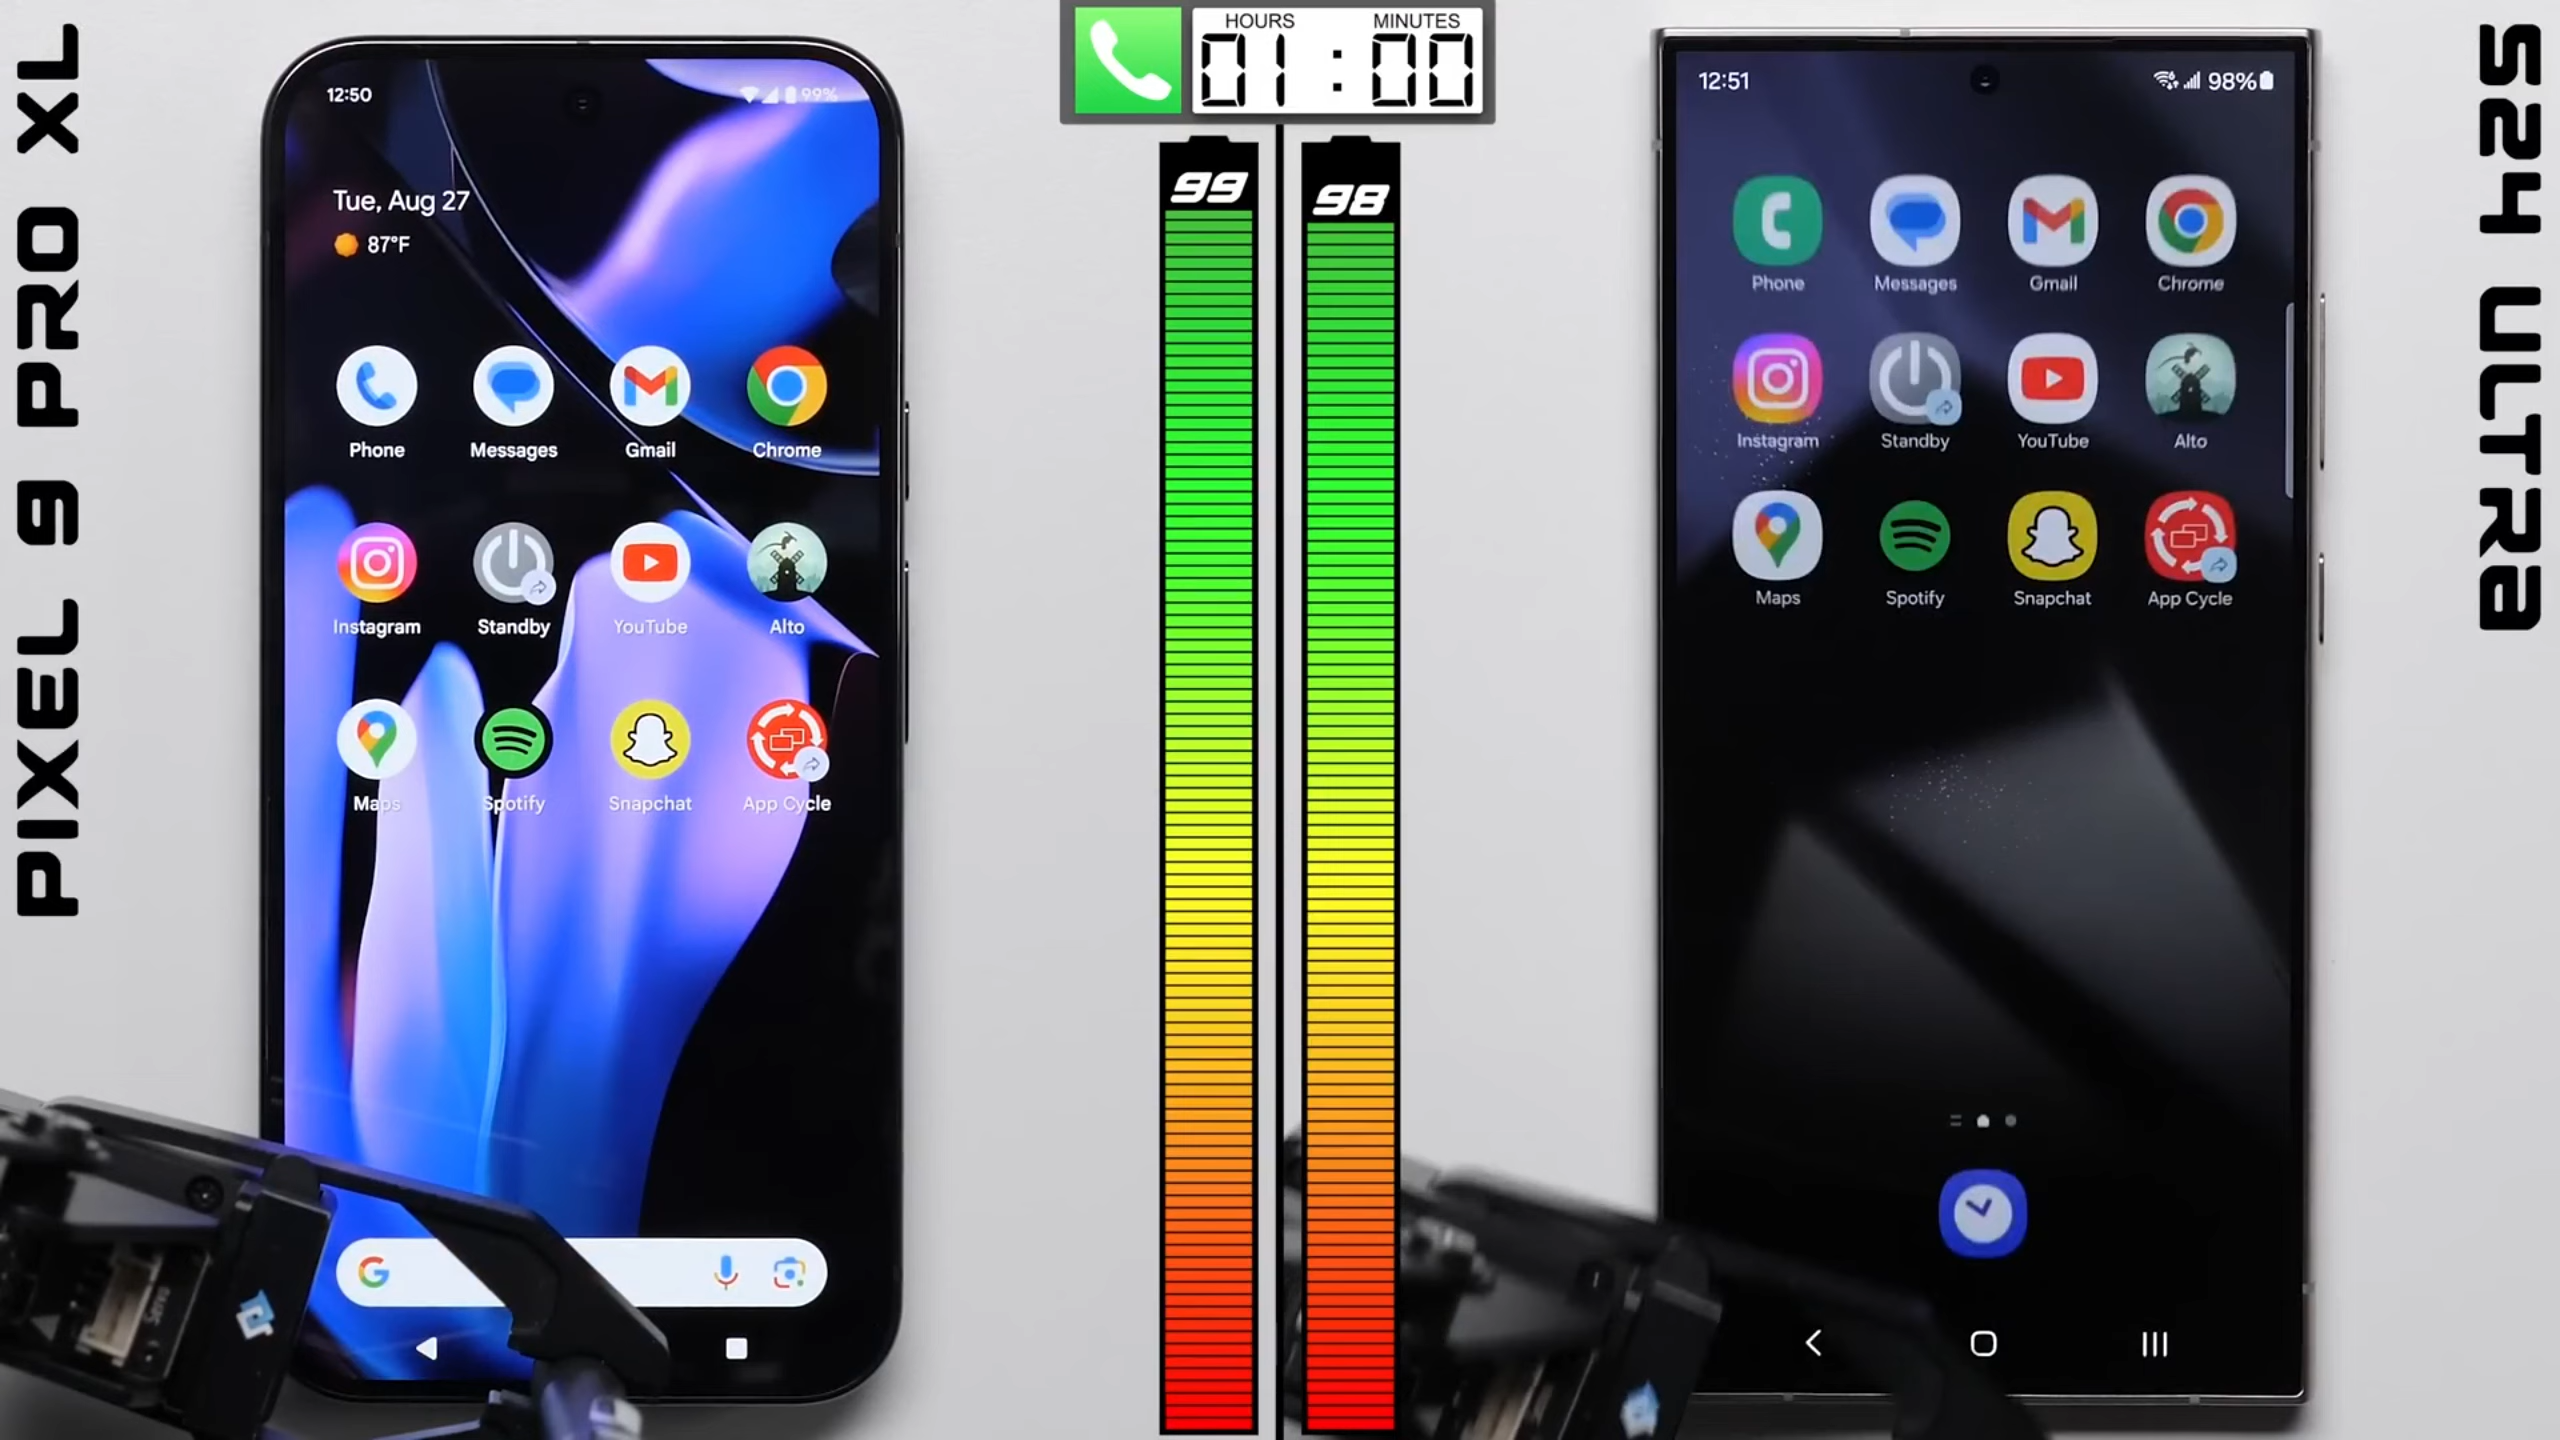 PIXEL 9 PRO XL
12:50
99%
Tue, Aug 27
87°F
Phone
Messages
Gmail
Chrome
Instagram
Standby
YouTube
Alto
Maps
Spotify
Snapchat
App Cycle
HOURS
MINUTES
01:00
99
98
12:51
98%
Phone
Messages
Gmail
Chrome
Instagram
Standby
YouTube
Alto
Maps
Spotify
Snapchat
App Cycle
S24 ULTRA